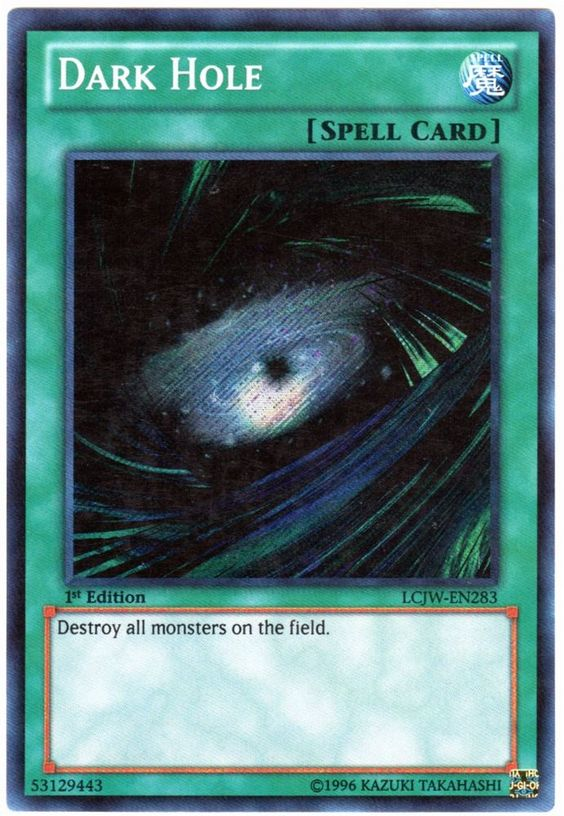 DARK HOLE
SPELL
魔
[SPELL CARD]
1st Edition
LCJW-EN283
Destroy all monsters on the field.
53129443
©1996 KAZUKI TAKAHASHI